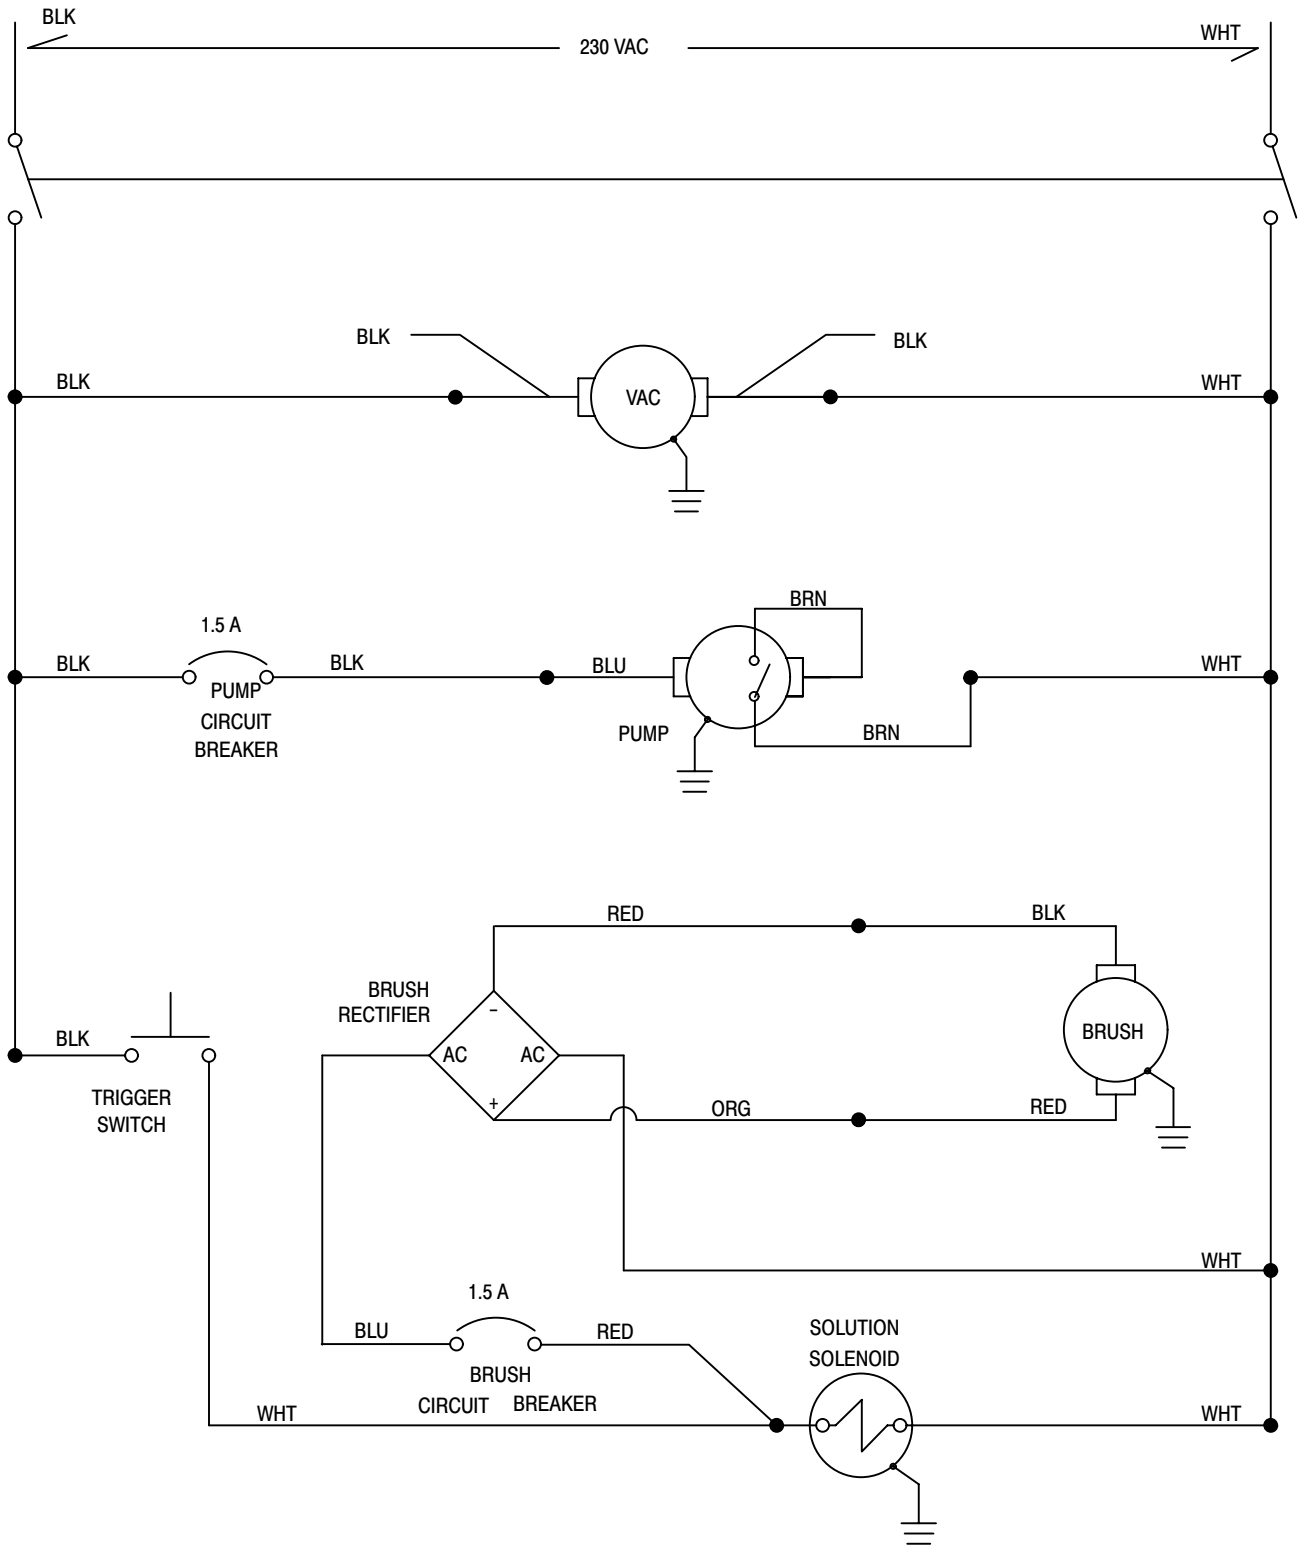 BLK
230 VAC
WHT
BLK
BLK
BLK
VAC
WHT
1.5 A
BRN
BLK
BLK
BLU
WHT
PUMP
CIRCUIT
BREAKER
PUMP
BRN
RED
BLK
BRUSH
RECTIFIER
-
BLK
AC
AC
BRUSH
TRIGGER
SWITCH
+
ORG
RED
WHT
1.5 A
BLU
RED
SOLUTION
SOLENOID
BRUSH
CIRCUIT BREAKER
WHT
WHT